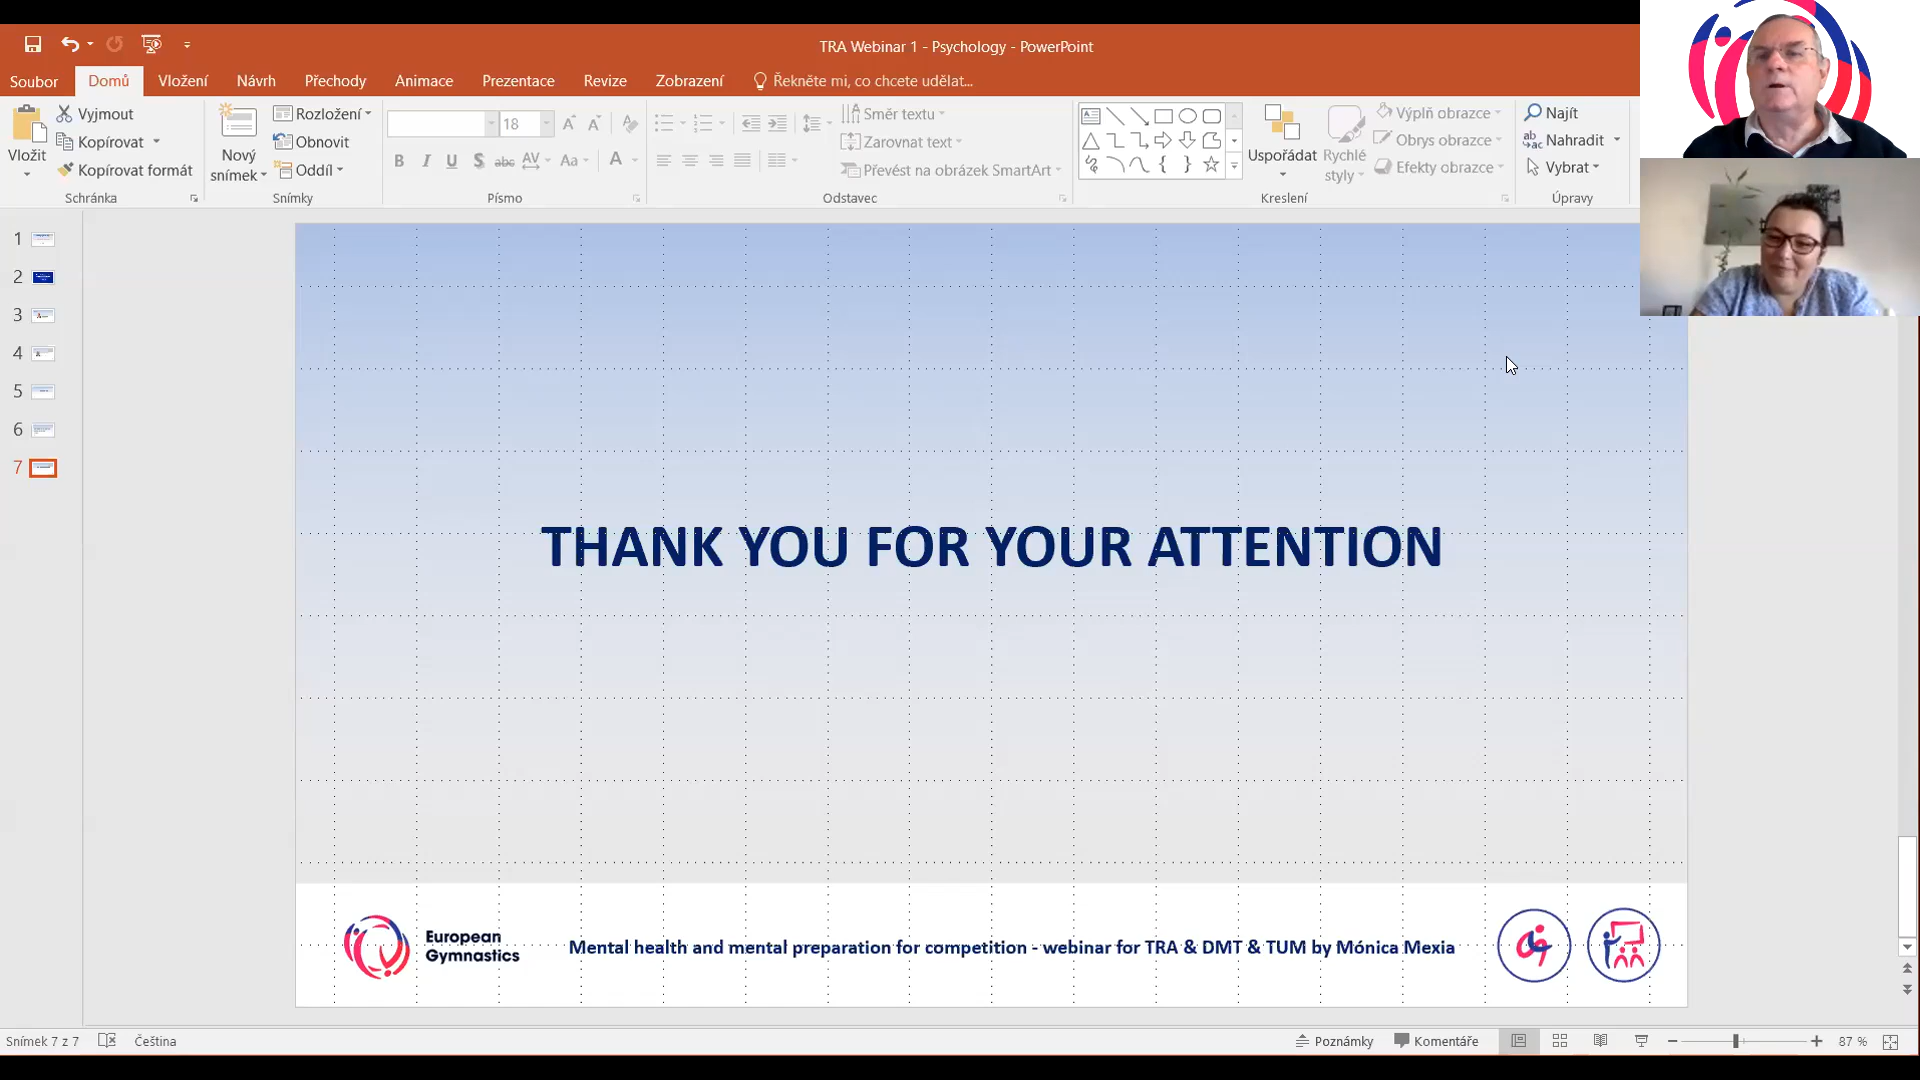 TRA Webinar 1 - Psychology - PowerPoint
Soubor Domů Vložení Návrh Přechody Animace Prezentace Revize Zobrazení Řekněte mi, co chcete udělat...
Vložit
Vyjmout
Kopírovat
Kopírovat formát
Schránka
Nový
snímek
Rozložení
Obnovit
Oddíl
Snímky
18
B I U S abc AV Aa A
Písmo
Směr textu
Zarovnat text
Převést na obrázek SmartArt
Odstavec
Uspořádat
Rychlé
styly
Výplň obrazce
Obrys obrazce
Efekty obrazce
Kreslení
Najít
Nahradit
Vybrat
Úpravy
1
2
3
4
5
6
7
THANK YOU FOR YOUR ATTENTION
European
Gymnastics
Mental health and mental preparation for competition - webinar for TRA & DMT & TUM by Mónica Mexia
Snímek 7 z 7 Čeština Poznámky Komentáře 87 %